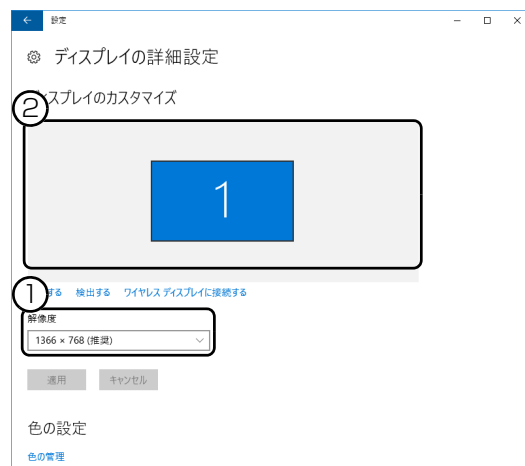 設定
ディスプレイの詳細設定
②
スプレイのカスタマイズ
1
①
する 検出する ワイヤレス ディスプレイに接続する
解像度
1366 × 768 (推奨)
適用 キャンセル
色の設定
色の管理